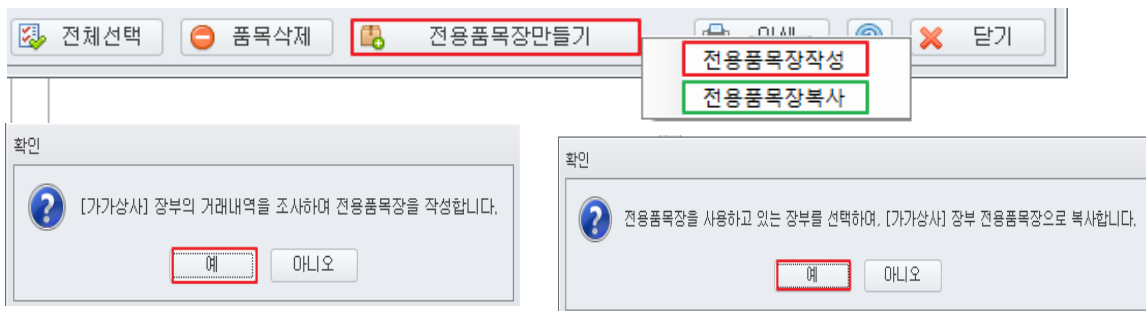 전체선택 품목삭제 전용품목장만들기 닫기
전용품목장작성
전용품목장복사
확인
[가가상사] 장부의 거래내역을 조사하여 전용품목장을 작성합니다.
예 아니오
확인
전용품목장을 사용하고 있는 장부를 선택하여, [가가상사] 장부 전용품목장으로 복사합니다.
예 아니오